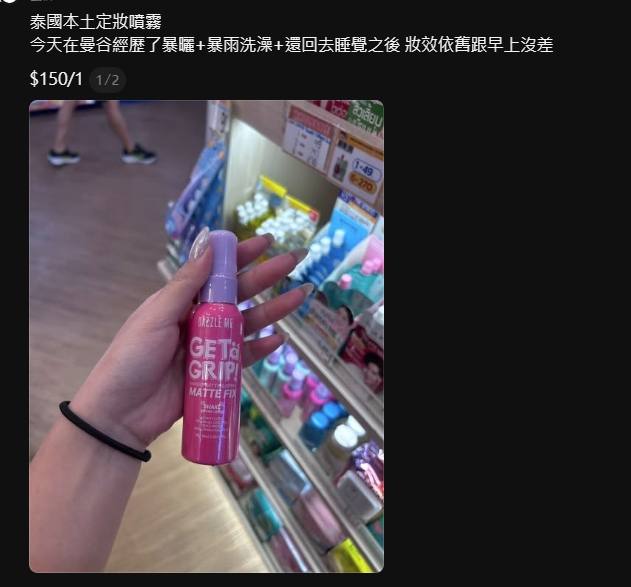 泰國本土定妝噴霧
今天在曼谷經歷了暴曬+暴雨洗澡+還回去睡覺之後 妝效依舊跟早上沒差
$150/1
1/2
1-49
6-270
DAZZLE ME
GET a
GRIP!
MATTE FIX
SHAKE